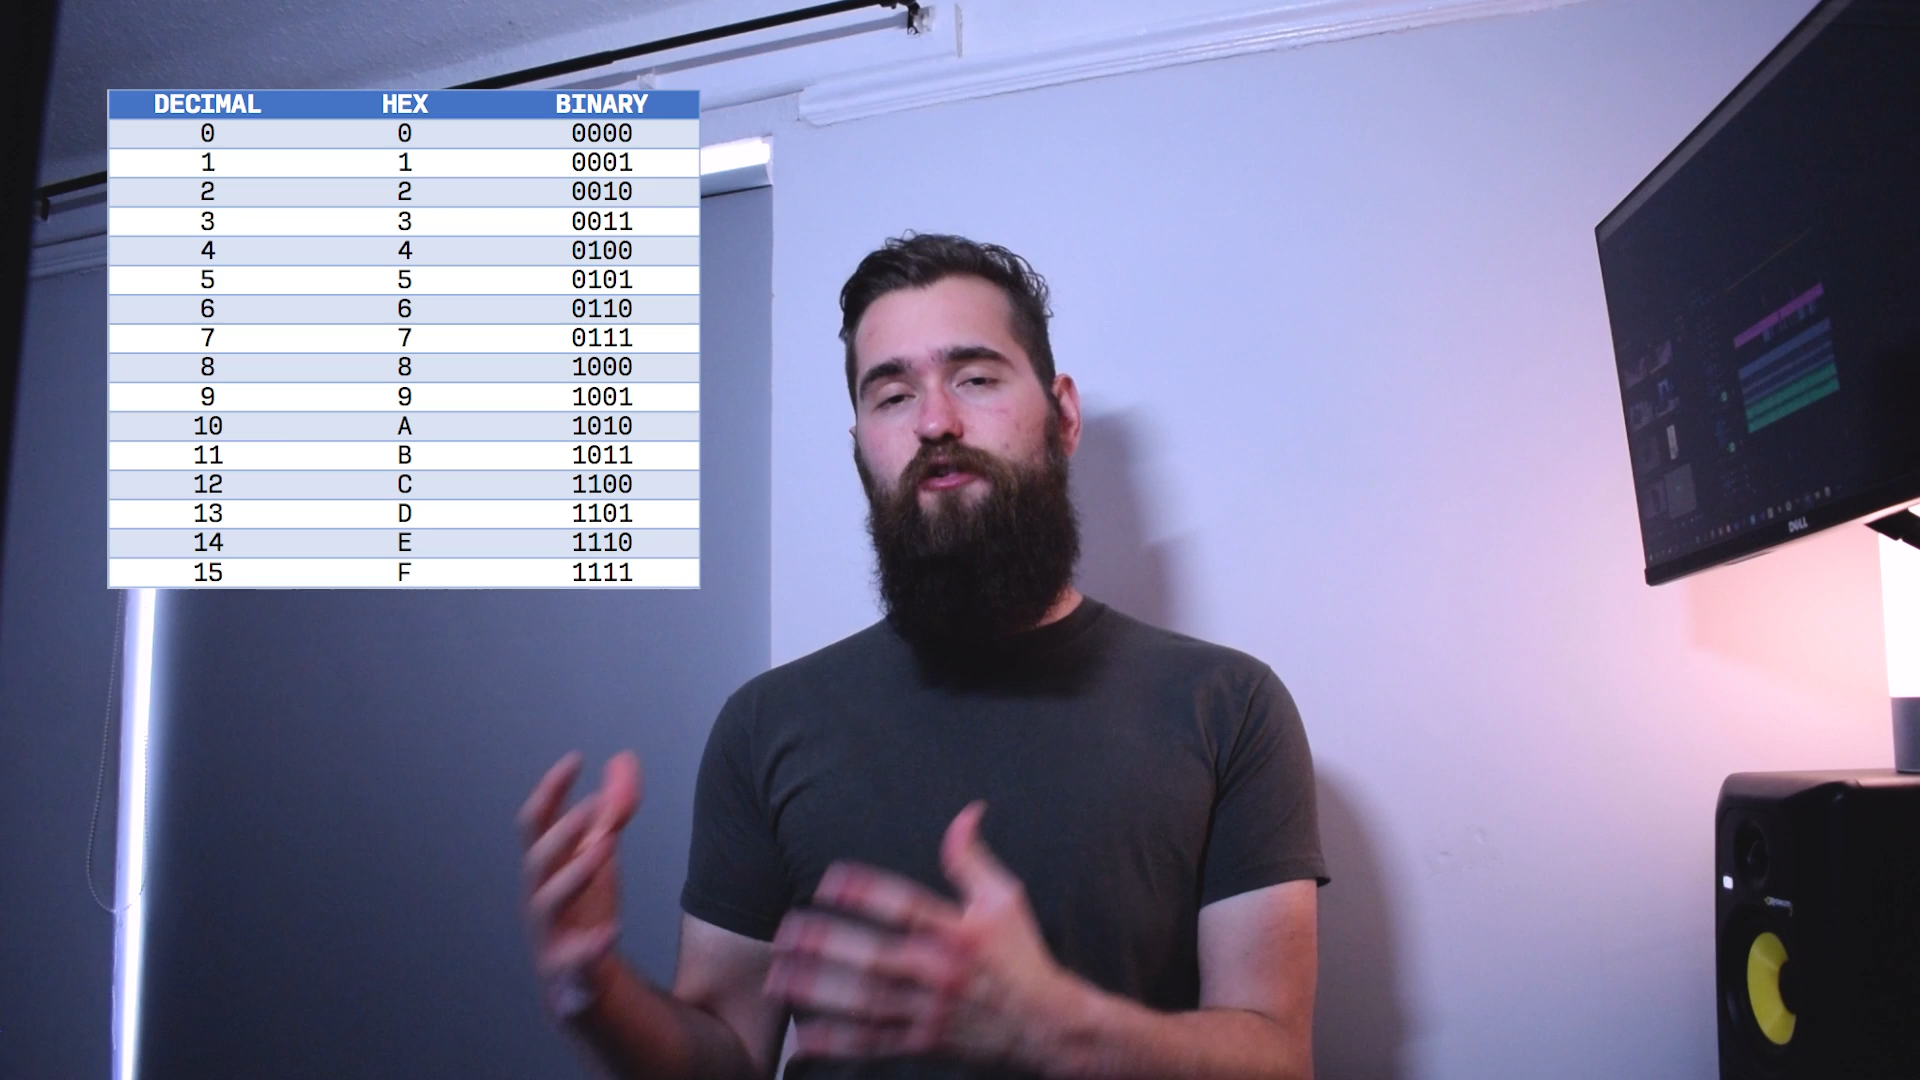 DECIMAL HEX BINARY
0 0 0000
1 1 0001
2 2 0010
3 3 0011
4 4 0100
5 5 0101
6 6 0110
7 7 0111
8 8 1000
9 9 1001
10 A 1010
11 B 1011
12 C 1100
13 D 1101
14 E 1110
15 F 1111
DELL